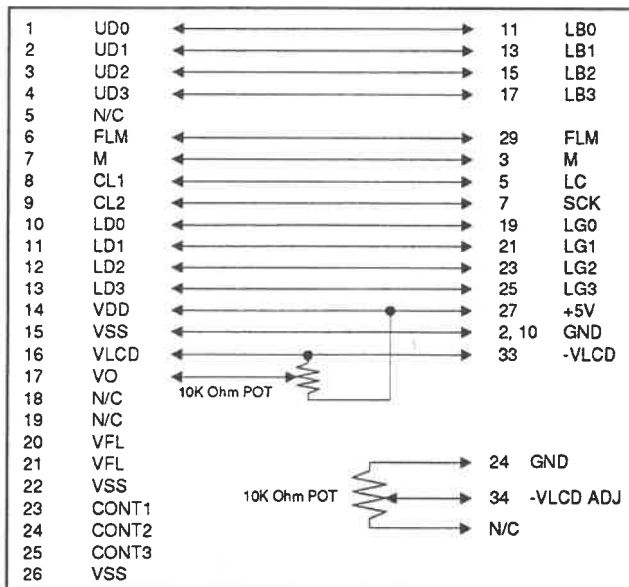 1 UD0 11 LB0
2 UD1 13 LB1
3 UD2 15 LB2
4 UD3 17 LB3
5 N/C
6 FLM 29 FLM
7 M 3 M
8 CL1 5 LC
9 CL2 7 SCK
10 LD0 19 LG0
11 LD1 21 LG1
12 LD2 23 LG2
13 LD3 25 LG3
14 VDD 27 +5V
15 VSS 2, 10 GND
16 VLCD 33 -VLCD
17 VO 10K Ohm POT
18 N/C
19 N/C
20 VFL
21 VFL 24 GND
22 VSS
23 CONT1 10K Ohm POT 34 -VLCD ADJ
24 CONT2 N/C
25 CONT3
26 VSS